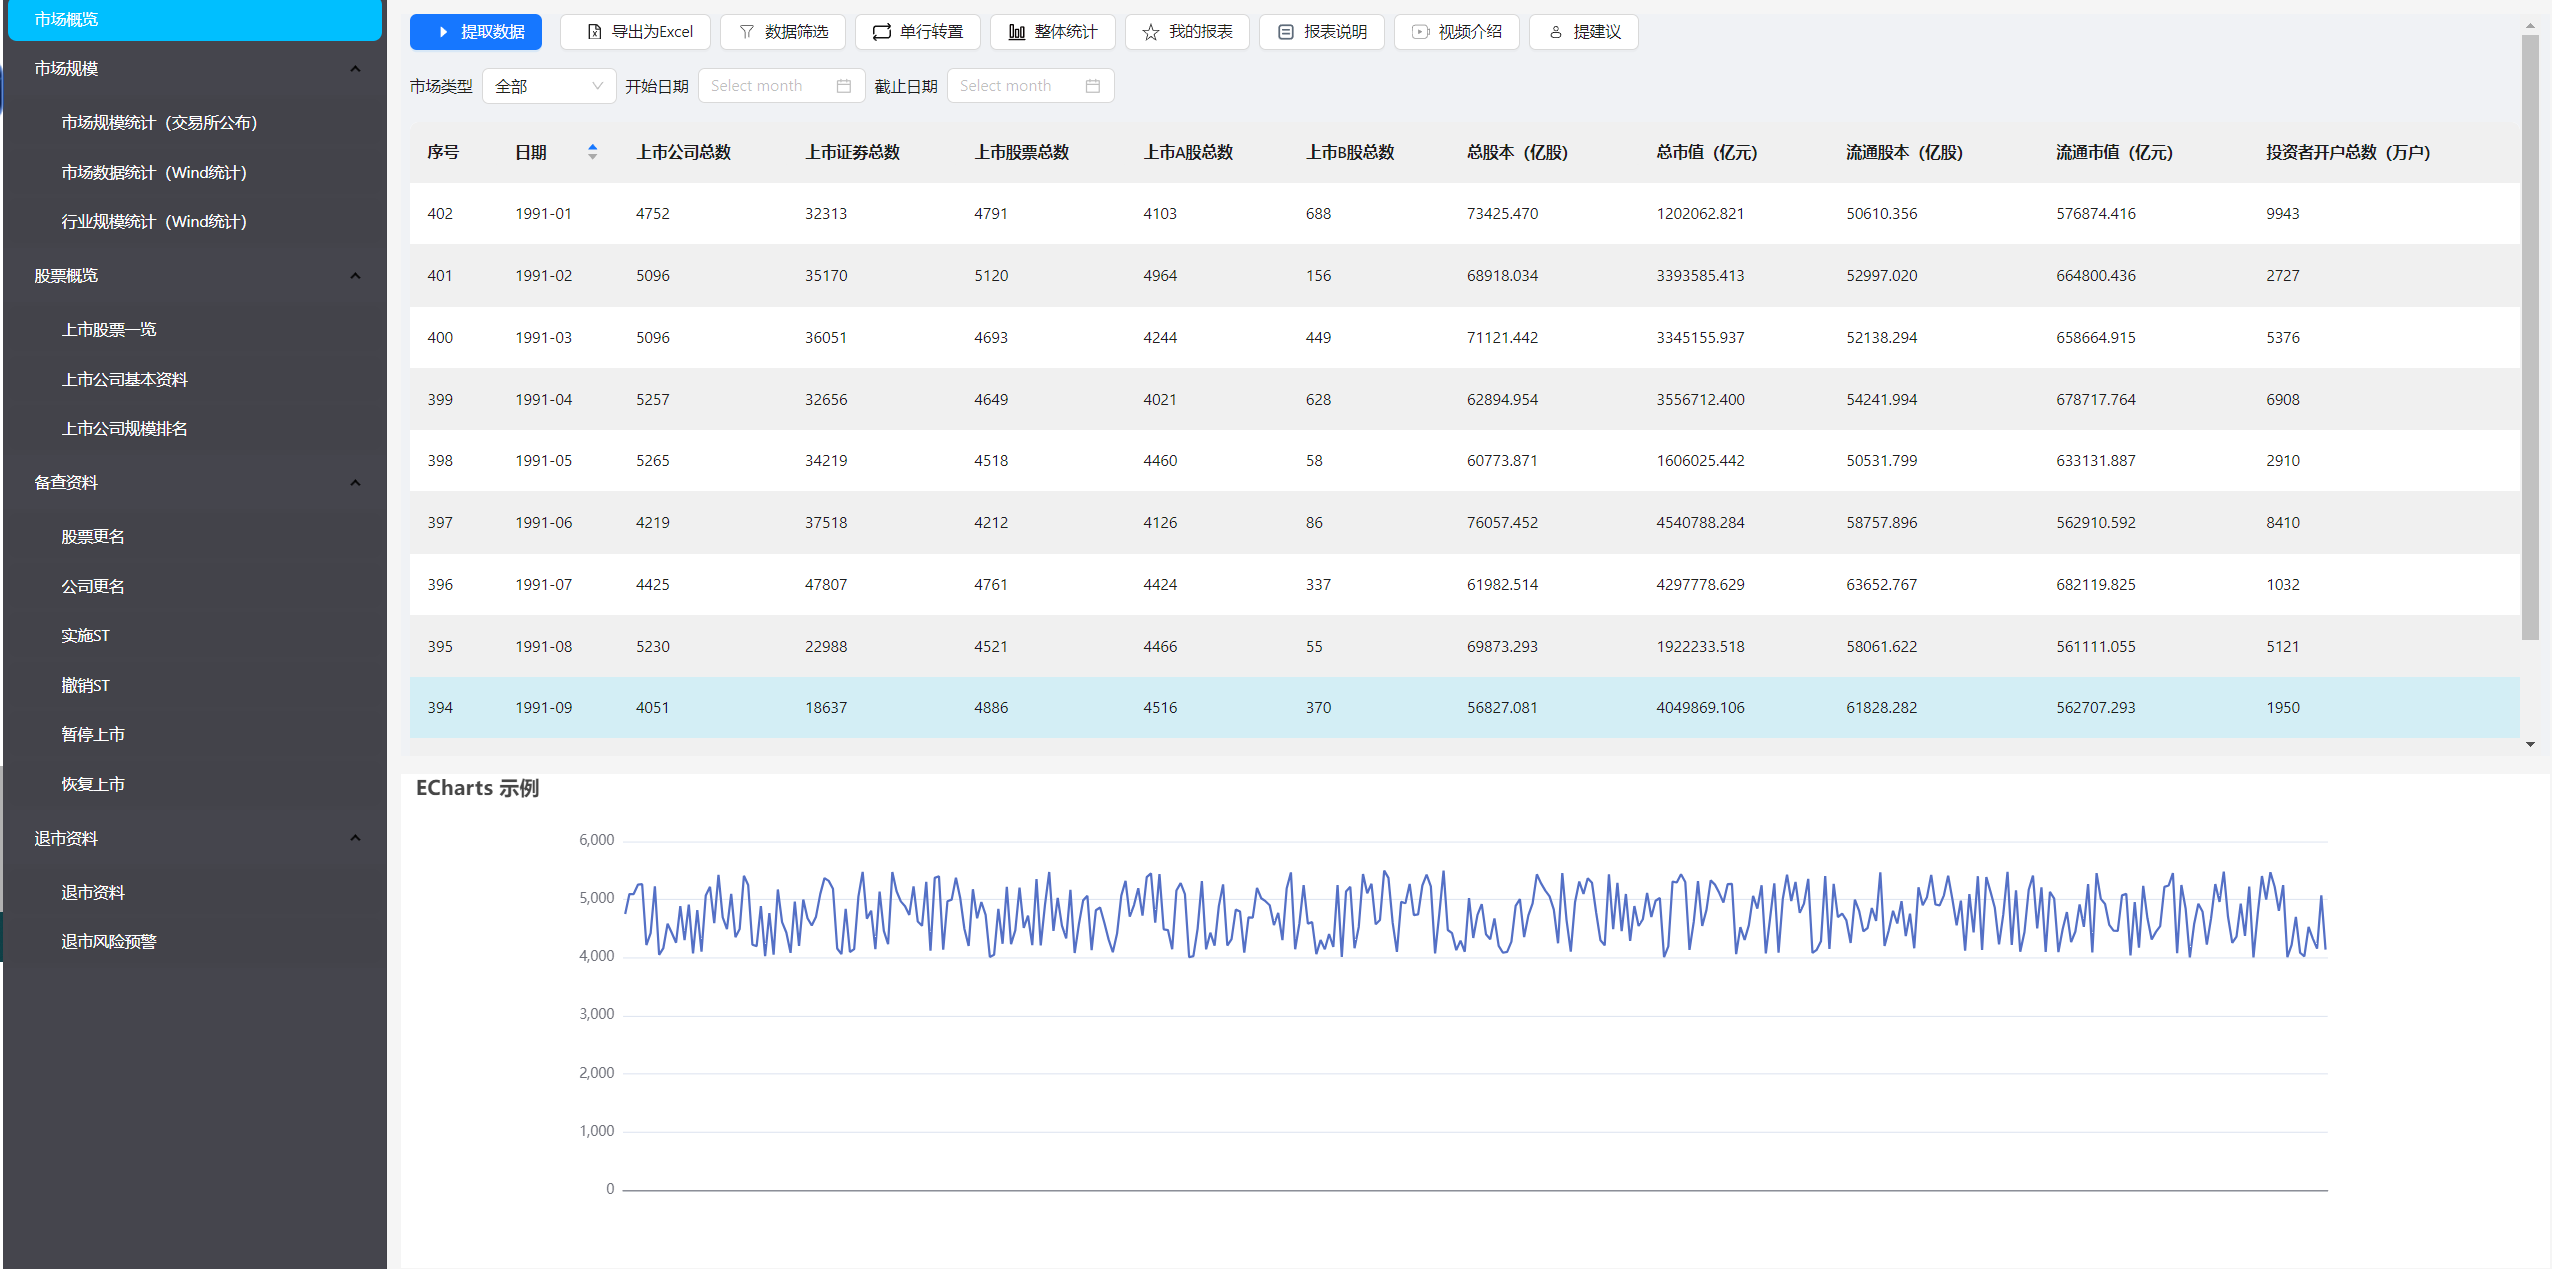 市场概览
市场规模
市场规模统计（交易所公布）
市场数据统计（Wind统计）
行业规模统计（Wind统计）
股票概览
上市股票一览
上市公司基本资料
上市公司规模排名
备查资料
股票更名
公司更名
实施ST
撤销ST
暂停上市
恢复上市
退市资料
退市资料
退市风险预警
提取数据 导出为Excel 数据筛选 单行转置 整体统计 我的报表 报表说明 视频介绍 提建议
市场类型 全部 开始日期 Select month 截止日期 Select month
序号 日期 上市公司总数 上市证券总数 上市股票总数 上市A股总数 上市B股总数 总股本（亿股） 总市值（亿元） 流通股本（亿股） 流通市值（亿元） 投资者开户总数（万户）
402 1991-01 4752 32313 4791 4103 688 73425.470 1202062.821 50610.356 576874.416 9943
401 1991-02 5096 35170 5120 4964 156 68918.034 3393585.413 52997.020 664800.436 2727
400 1991-03 5096 36051 4693 4244 449 71121.442 3345155.937 52138.294 658664.915 5376
399 1991-04 5257 32656 4649 4021 628 62894.954 3556712.400 54241.994 678717.764 6908
398 1991-05 5265 34219 4518 4460 58 60773.871 1606025.442 50531.799 633131.887 2910
397 1991-06 4219 37518 4212 4126 86 76057.452 4540788.284 58757.896 562910.592 8410
396 1991-07 4425 47807 4761 4424 337 61982.514 4297778.629 63652.767 682119.825 1032
395 1991-08 5230 22988 4521 4466 55 69873.293 1922233.518 58061.622 561111.055 5121
394 1991-09 4051 18637 4886 4516 370 56827.081 4049869.106 61828.282 562707.293 1950
ECharts 示例
6,000
5,000
4,000
3,000
2,000
1,000
0